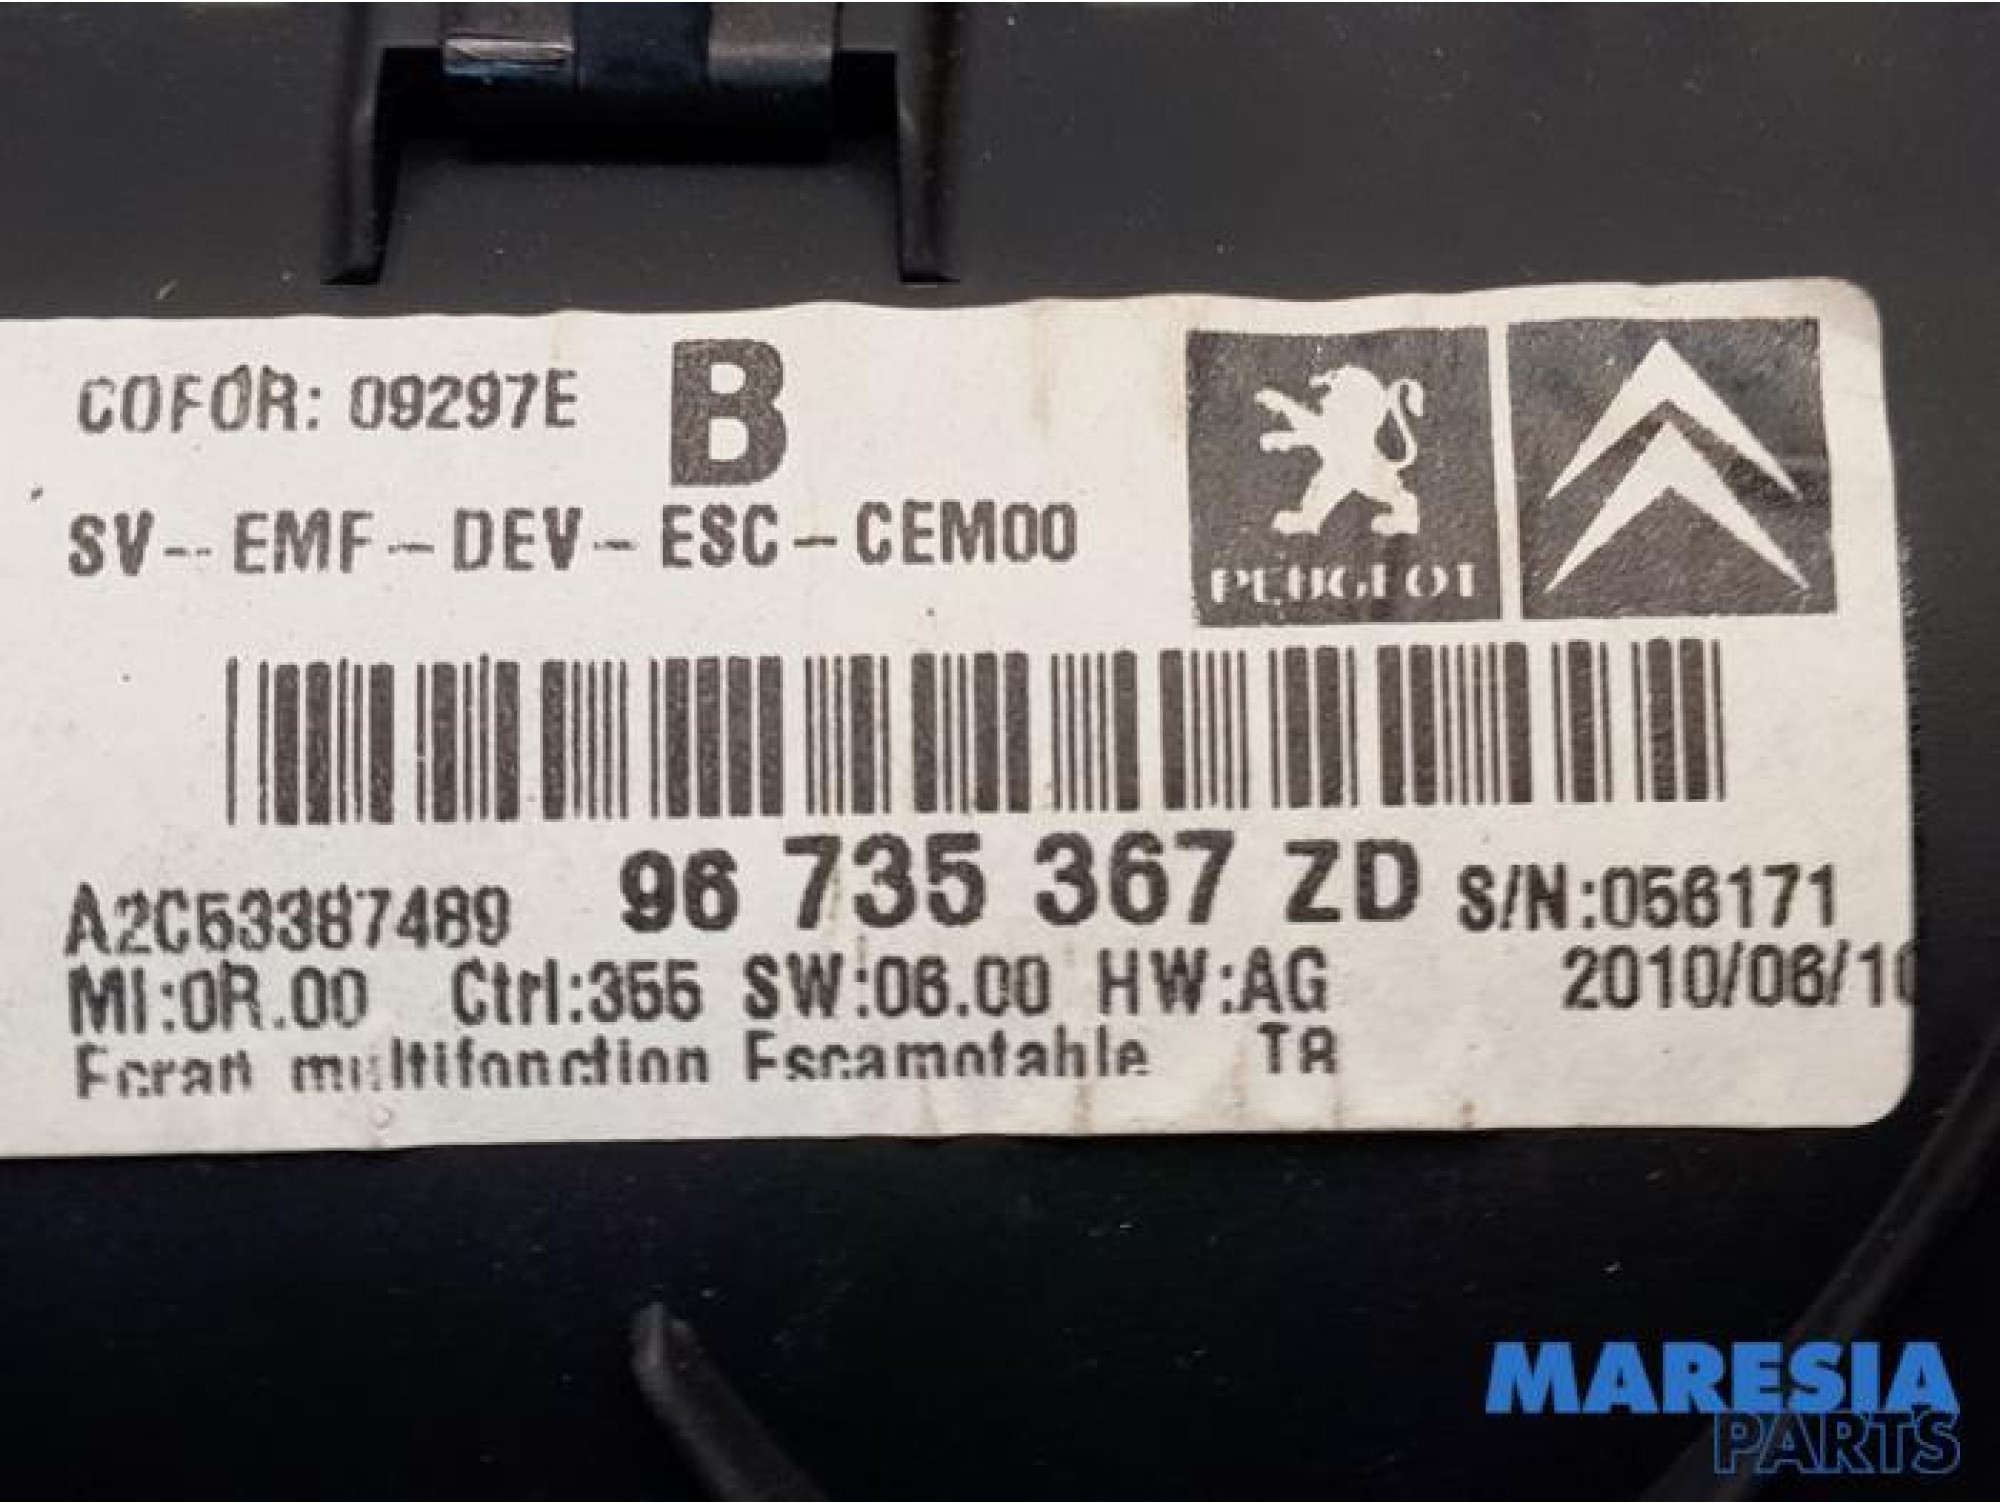 COFOR: 09297E B
SV--EMF-DEV-ESC-CEM00
PEUGEOT
96 735 367 ZD
A2C53387489
S/N:056171
MI:0R.00 Ctrl:355 SW:06.00 HW:AG 2010/06/10
Ecran multifonction Escamotable T8
MARESIA
PARTS